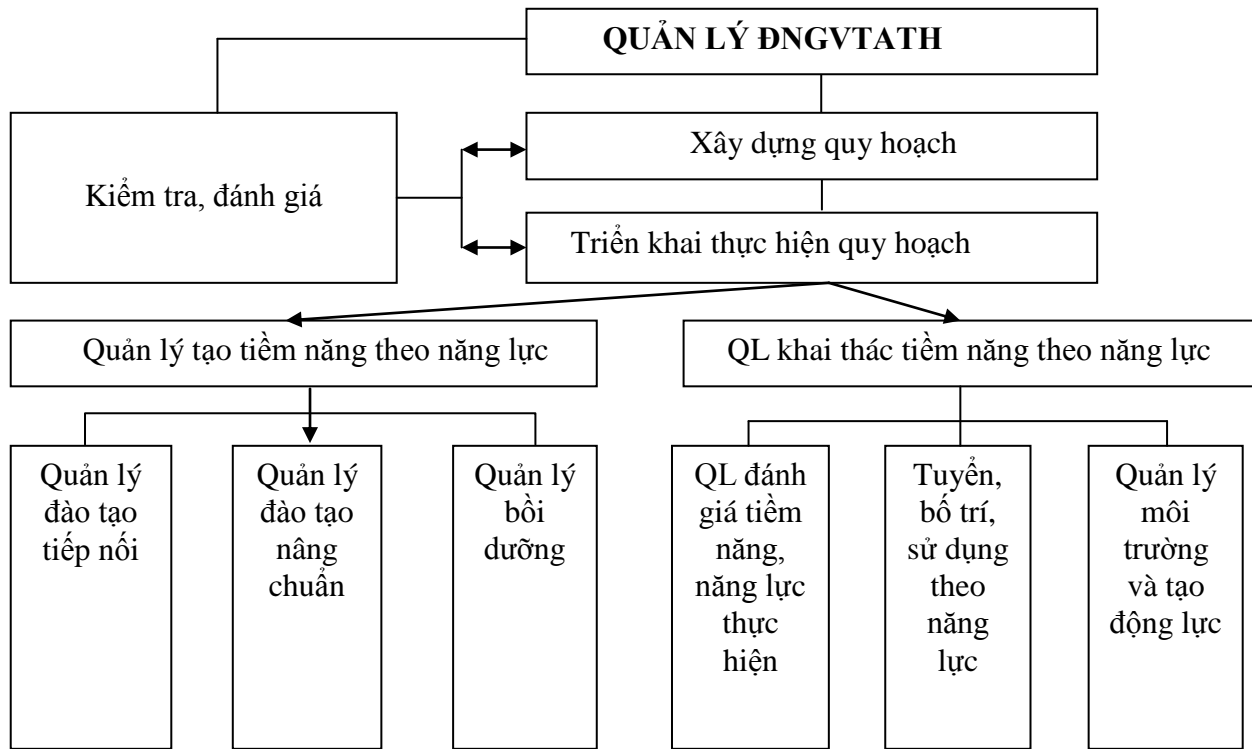 QUẢN LÝ ĐNGVTATH
Xây dựng quy hoạch
Kiểm tra, đánh giá
Triển khai thực hiện quy hoạch
Quản lý tạo tiềm năng theo năng lực
QL khai thác tiềm năng theo năng lực
Quản lý
đào tạo
tiếp nối
Quản lý
đào tạo
nâng
chuẩn
Quản lý
bồi
dưỡng
QL đánh
giá tiềm
năng,
năng lực
thực
hiện
Tuyển,
bố trí,
sử dụng
theo
năng
lực
Quản lý
môi
trường
và tạo
động lực